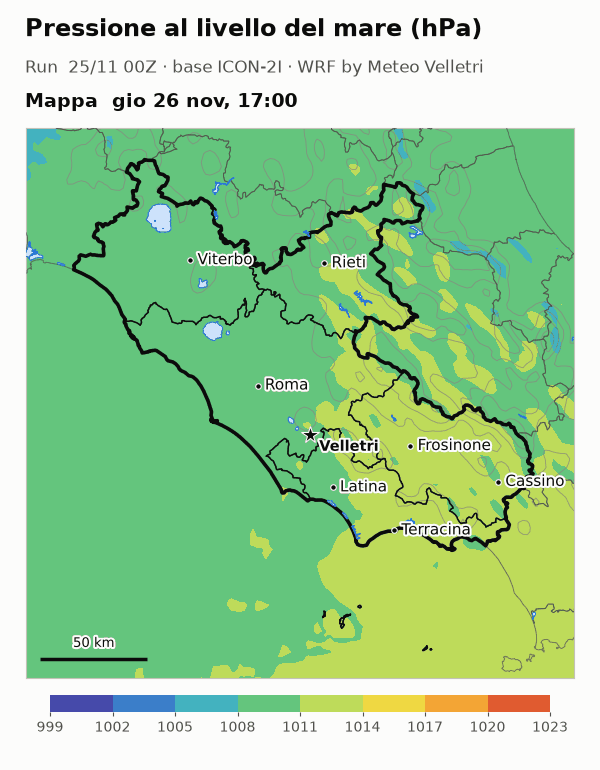 Pressione al livello del mare (hPa)
Run 25/11 00Z · base ICON-2I · WRF by Meteo Velletri
Mappa gio 26 nov, 17:00
Viterbo
Rieti
Roma
Velletri
Frosinone
Cassino
Latina
Terracina
50 km
999 1002 1005 1008 1011 1014 1017 1020 1023